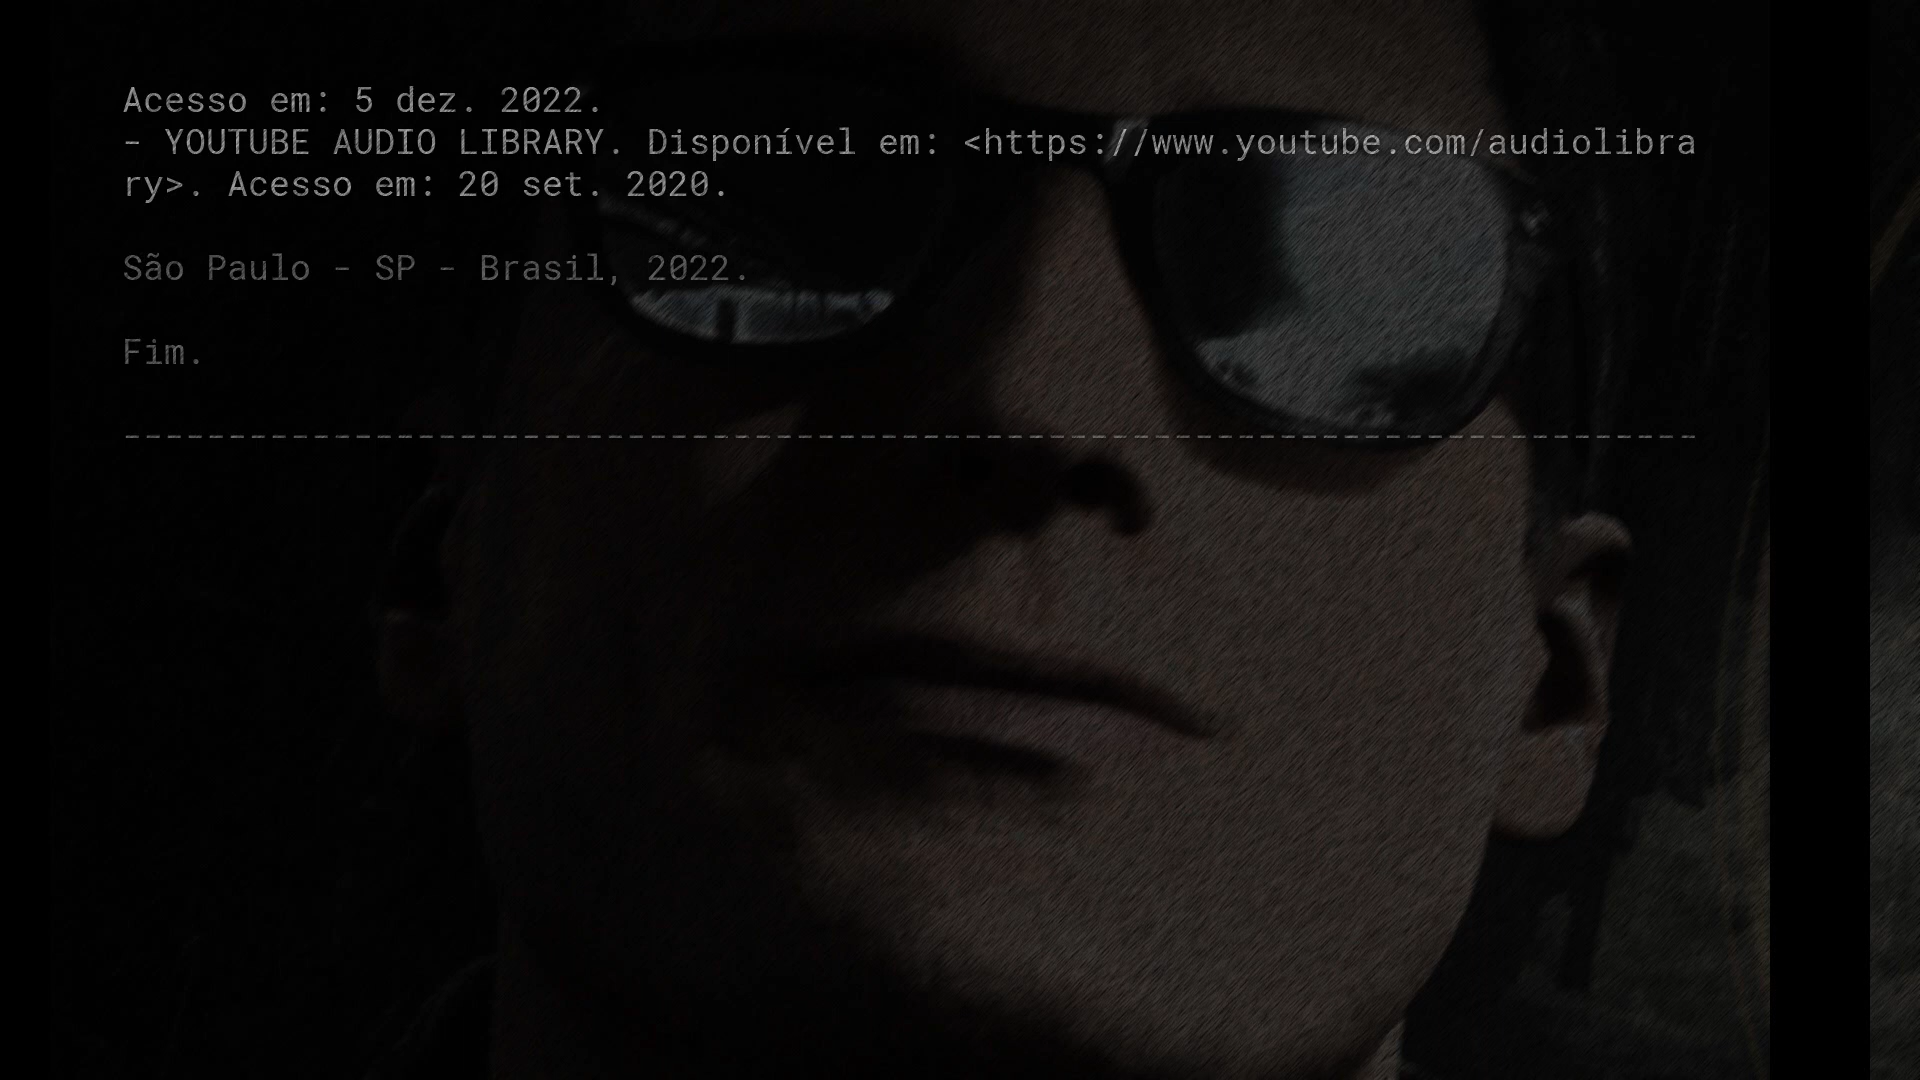 Acesso em: 5 dez. 2022.
- YOUTUBE AUDIO LIBRARY. Disponível em: <https://www.youtube.com/audiolibra
ry>. Acesso em: 20 set. 2020.
São Paulo - SP - Brasil, 2022.
Fim.
---------------------------------------------------------------------------